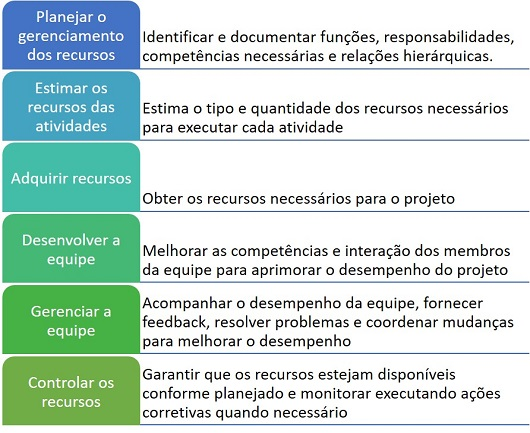 Planejar o
gerenciamento
dos recursos
Identificar e documentar funções, responsabilidades,
competências necessárias e relações hierárquicas.
Estimar os
recursos das
atividades
Estima o tipo e quantidade dos recursos necessários
para executar cada atividade
Adquirir recursos
Obter os recursos necessários para o projeto
Desenvolver a
equipe
Melhorar as competências e interação dos membros
da equipe para aprimorar o desempenho do projeto
Gerenciar a
equipe
Acompanhar o desempenho da equipe, fornecer
feedback, resolver problemas e coordenar mudanças
para melhorar o desempenho
Controlar os
recursos
Garantir que os recursos estejam disponíveis
conforme planejado e monitorar executando ações
corretivas quando necessário